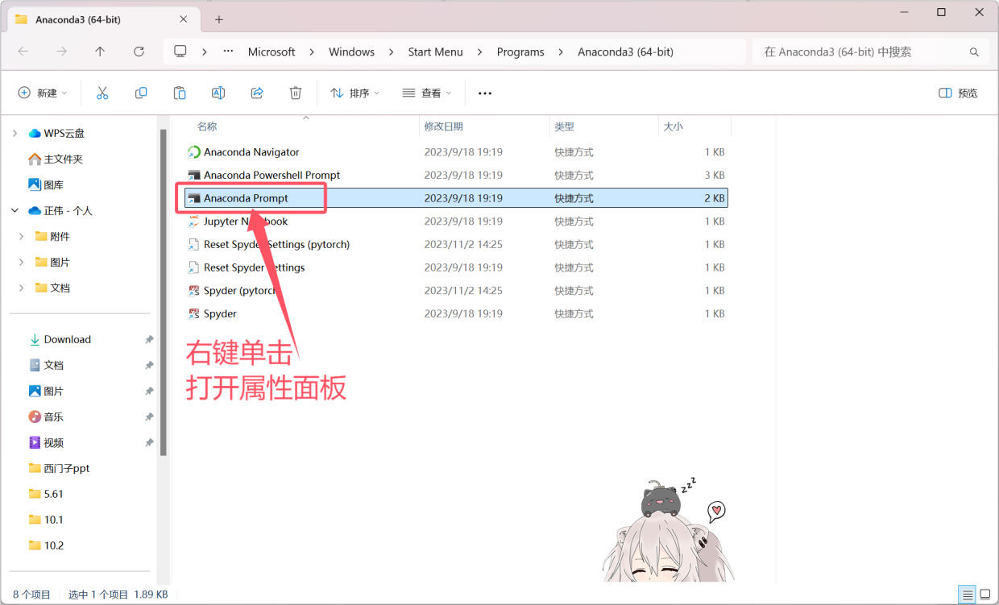 Anaconda3 (64-bit)
Microsoft Windows Start Menu Programs Anaconda3 (64-bit)
在 Anaconda3 (64-bit) 中搜索
新建
排序
查看
预览
WPS云盘
主文件夹
图库
正伟 - 个人
附件
图片
文档
Download
文档
图片
音乐
视频
西门子ppt
5.61
10.1
10.2
名称 修改日期 类型 大小
Anaconda Navigator 2023/9/18 19:19 快捷方式 1 KB
Anaconda Powershell Prompt 2023/9/18 19:19 快捷方式 3 KB
Anaconda Prompt 2023/9/18 19:19 快捷方式 2 KB
Jupyter Notebook 2023/9/18 19:19 快捷方式 1 KB
Reset Spyder Settings (pytorch) 2023/11/2 14:25 快捷方式 1 KB
Reset Spyder Settings 2023/9/18 19:19 快捷方式 1 KB
Spyder (pytorch) 2023/11/2 14:25 快捷方式 1 KB
Spyder 2023/9/18 19:19 快捷方式 1 KB
右键单击
打开属性面板
zzz
8 个项目 选中 1 个项目 1.89 KB